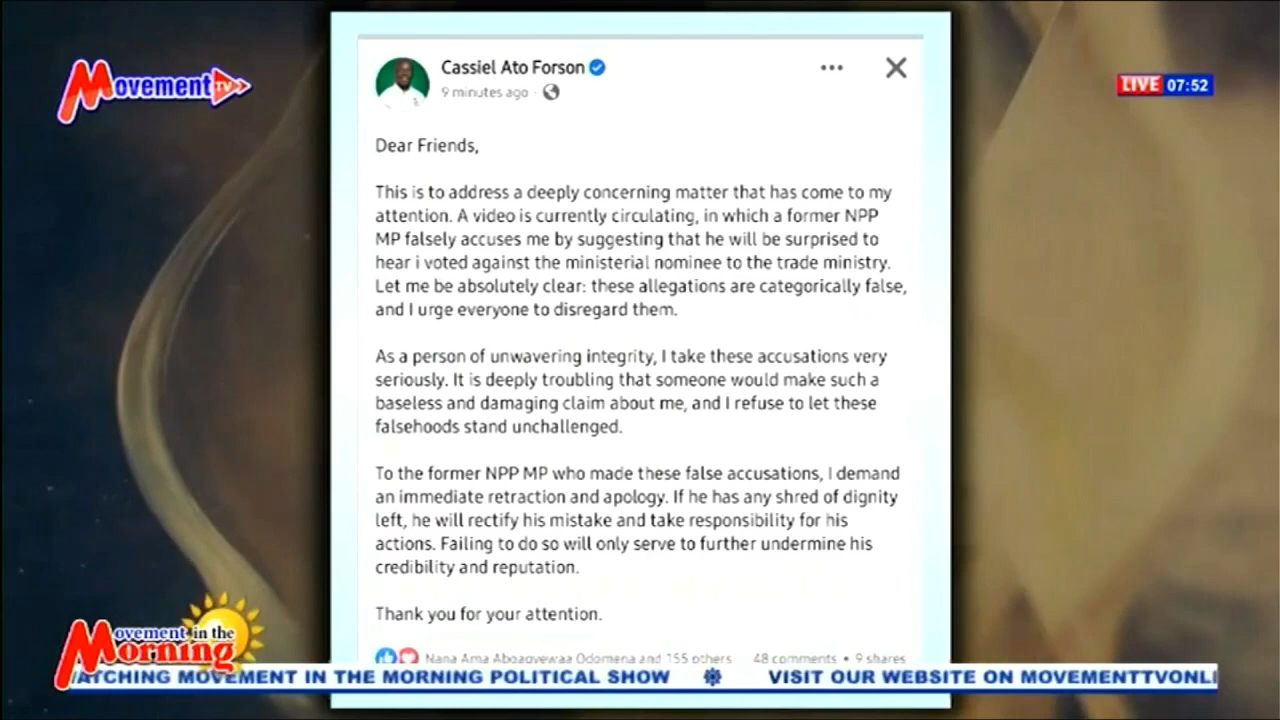 Movement TV
LIVE 07:52
Cassiel Ato Forson
9 minutes ago ·
Dear Friends,
This is to address a deeply concerning matter that has come to my
attention. A video is currently circulating, in which a former NPP
MP falsely accuses me by suggesting that he will be surprised to
hear i voted against the ministerial nominee to the trade ministry.
Let me be absolutely clear: these allegations are categorically false,
and I urge everyone to disregard them.
As a person of unwavering integrity, I take these accusations very
seriously. It is deeply troubling that someone would make such a
baseless and damaging claim about me, and I refuse to let these
falsehoods stand unchallenged.
To the former NPP MP who made these false accusations, I demand
an immediate retraction and apology. If he has any shred of dignity
left, he will rectify his mistake and take responsibility for his
actions. Failing to do so will only serve to further undermine his
credibility and reputation.
Thank you for your attention.
Nana Ama Aboagyewaa Odomena and 155 others 48 comments • 9 shares
Movement in the
Morning
ATCHING MOVEMENT IN THE MORNING POLITICAL SHOW VISIT OUR WEBSITE ON MOVEMENTTVONLI